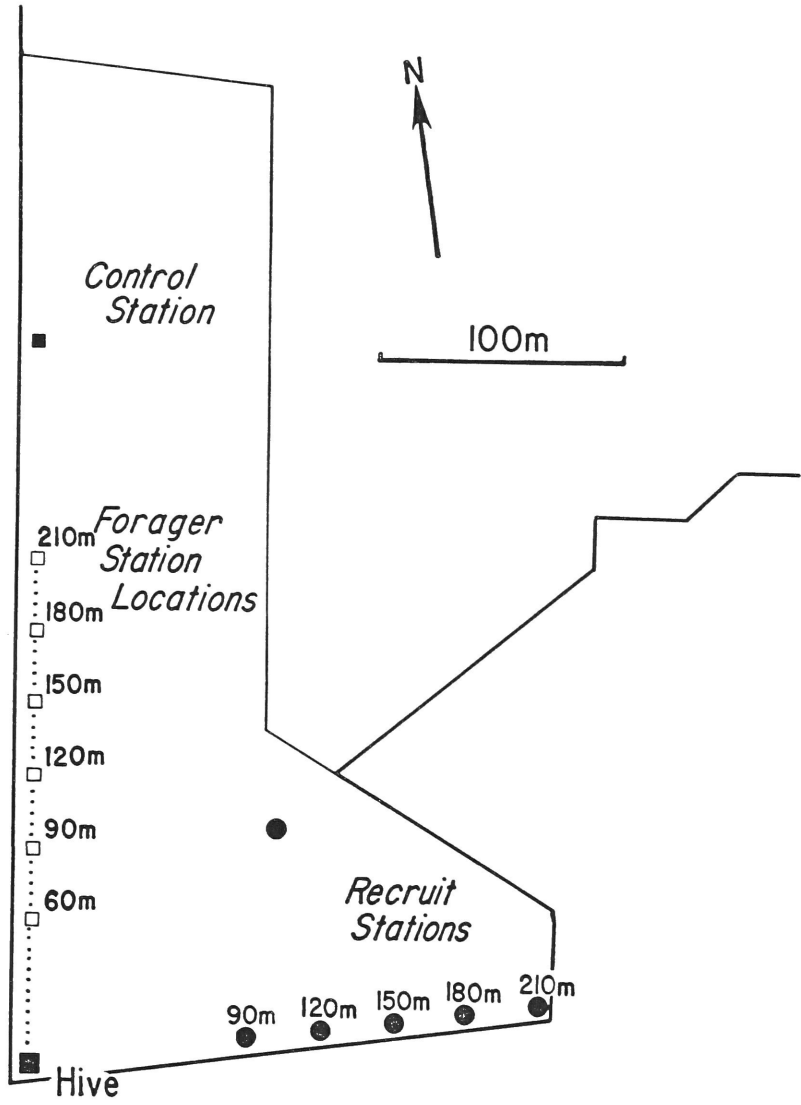 N
Control
Station
100m
Forager
Station
Locations
210m
180m
150m
120m
90m
60m
Recruit
Stations
90m
120m
150m
180m
210m
Hive